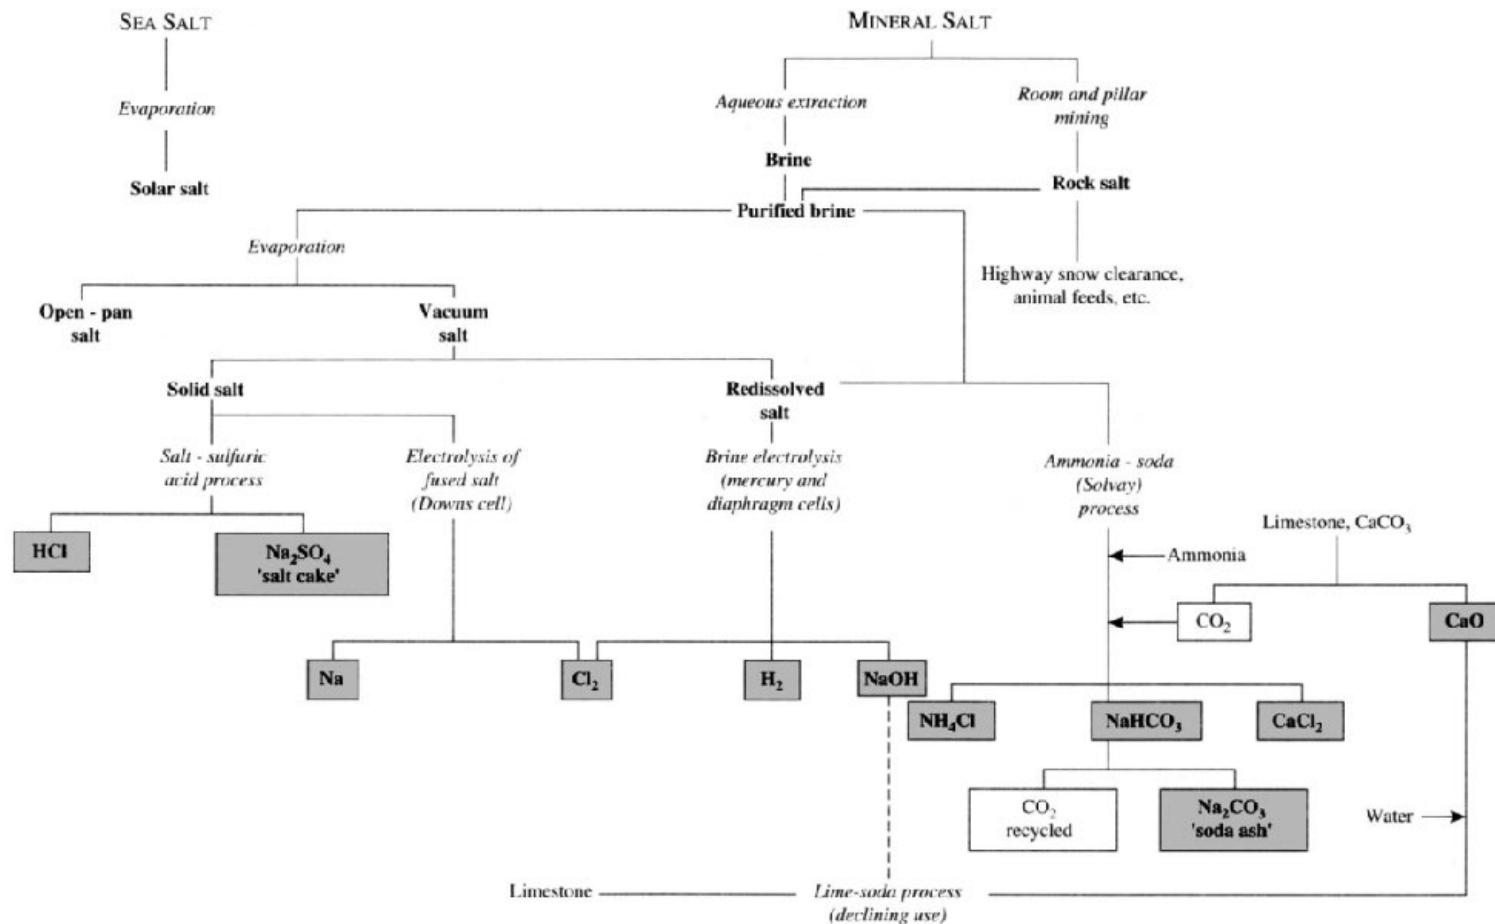 SEA SALT
MINERAL SALT
Evaporation
Aqueous extraction
Room and pillar
mining
Brine
Solar salt
Rock salt
Purified brine
Evaporation
Highway snow clearance,
animal feeds, etc.
Open - pan
salt
Vacuum
salt
Solid salt
Redissolved
salt
Salt - sulfuric
acid process
Electrolysis of
fused salt
(Downs cell)
Brine electrolysis
(mercury and
diaphragm cells)
Ammonia - soda
(Solvay)
process
Limestone, CaCO₃
HCl
Na₂SO₄
'salt cake'
Ammonia
CO₂
CaO
Na
Cl₂
H₂
NaOH
NH₄Cl
NaHCO₃
CaCl₂
CO₂
recycled
Na₂CO₃
'soda ash'
Water
Limestone
Lime-soda process
(declining use)